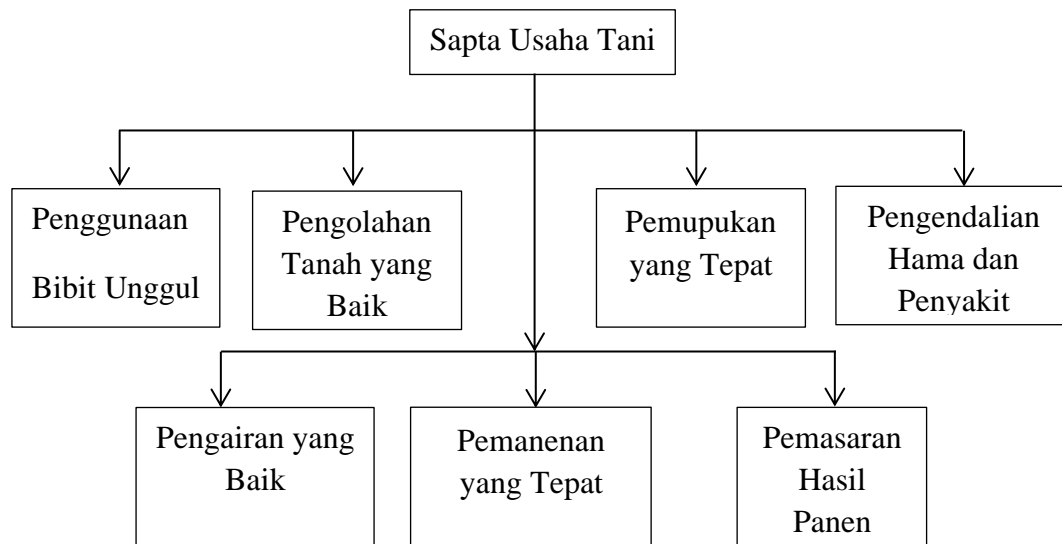 Sapta Usaha Tani
Penggunaan
Bibit Unggul
Pengolahan
Tanah yang
Baik
Pemupukan
yang Tepat
Pengendalian
Hama dan
Penyakit
Pengairan yang
Baik
Pemanenan
yang Tepat
Pemasaran
Hasil
Panen